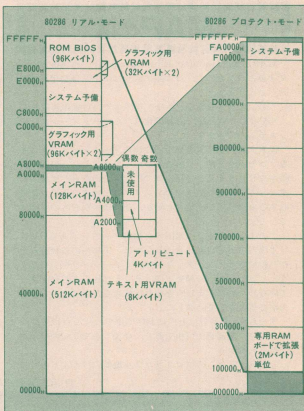 80286 リアル・モード
80286 プロテクト・モード
FFFFFH
ROM BIOS
(96Kバイト)
グラフィック用
VRAM
(32Kバイト×2)
E8000H
E0000H
システム予備
C8000H
C0000H
グラフィック用
VRAM
(96Kバイト×2)
A8000H
A0000H
メインRAM
(128Kバイト)
80000H
メインRAM
(512Kバイト)
40000H
00000H
偶数 奇数
A8000H
未使用
A4000H
A2000H
アトリビュート
4Kバイト
テキスト用VRAM
(8Kバイト)
FFFFFFH
FA0000H
システム予備
F00000H
D00000H
B00000H
900000H
700000H
500000H
300000H
専用RAM
ボードで拡張
(2Mバイト)
単位
100000H
000000H